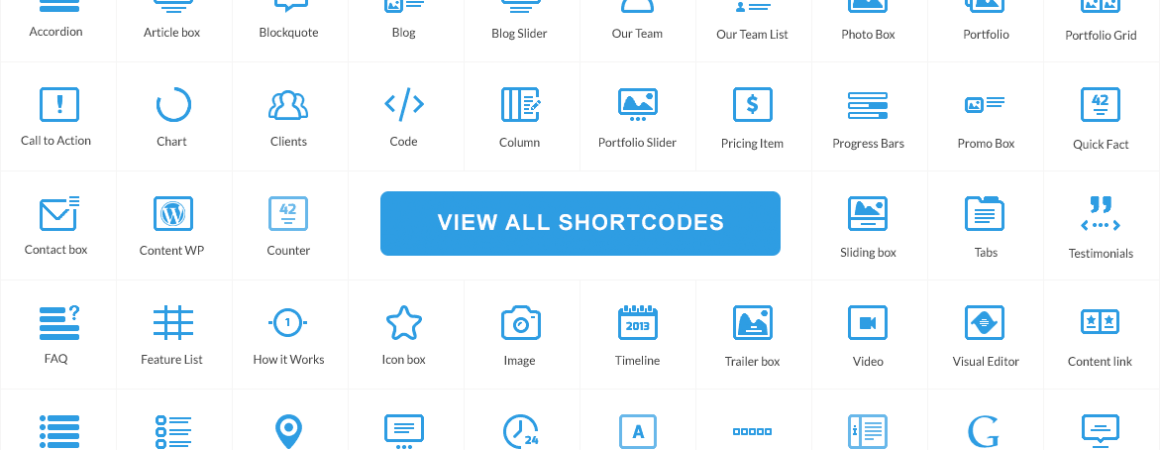 Accordion
Article box
Blockquote
Blog
Blog Slider
Our Team
Our Team List
Photo Box
Portfolio
Portfolio Grid
!
$
42
Call to Action
Chart
Clients
</>
Code
Column
Portfolio Slider
Pricing Item
Progress Bars
Promo Box
Quick Fact
42
VIEW ALL SHORTCODES
Contact box
Content WP
Counter
Sliding box
Tabs
Testimonials
?
1
2013
FAQ
Feature List
How it Works
Icon box
Image
Timeline
Trailer box
Video
Visual Editor
Content link
24
A
i
G